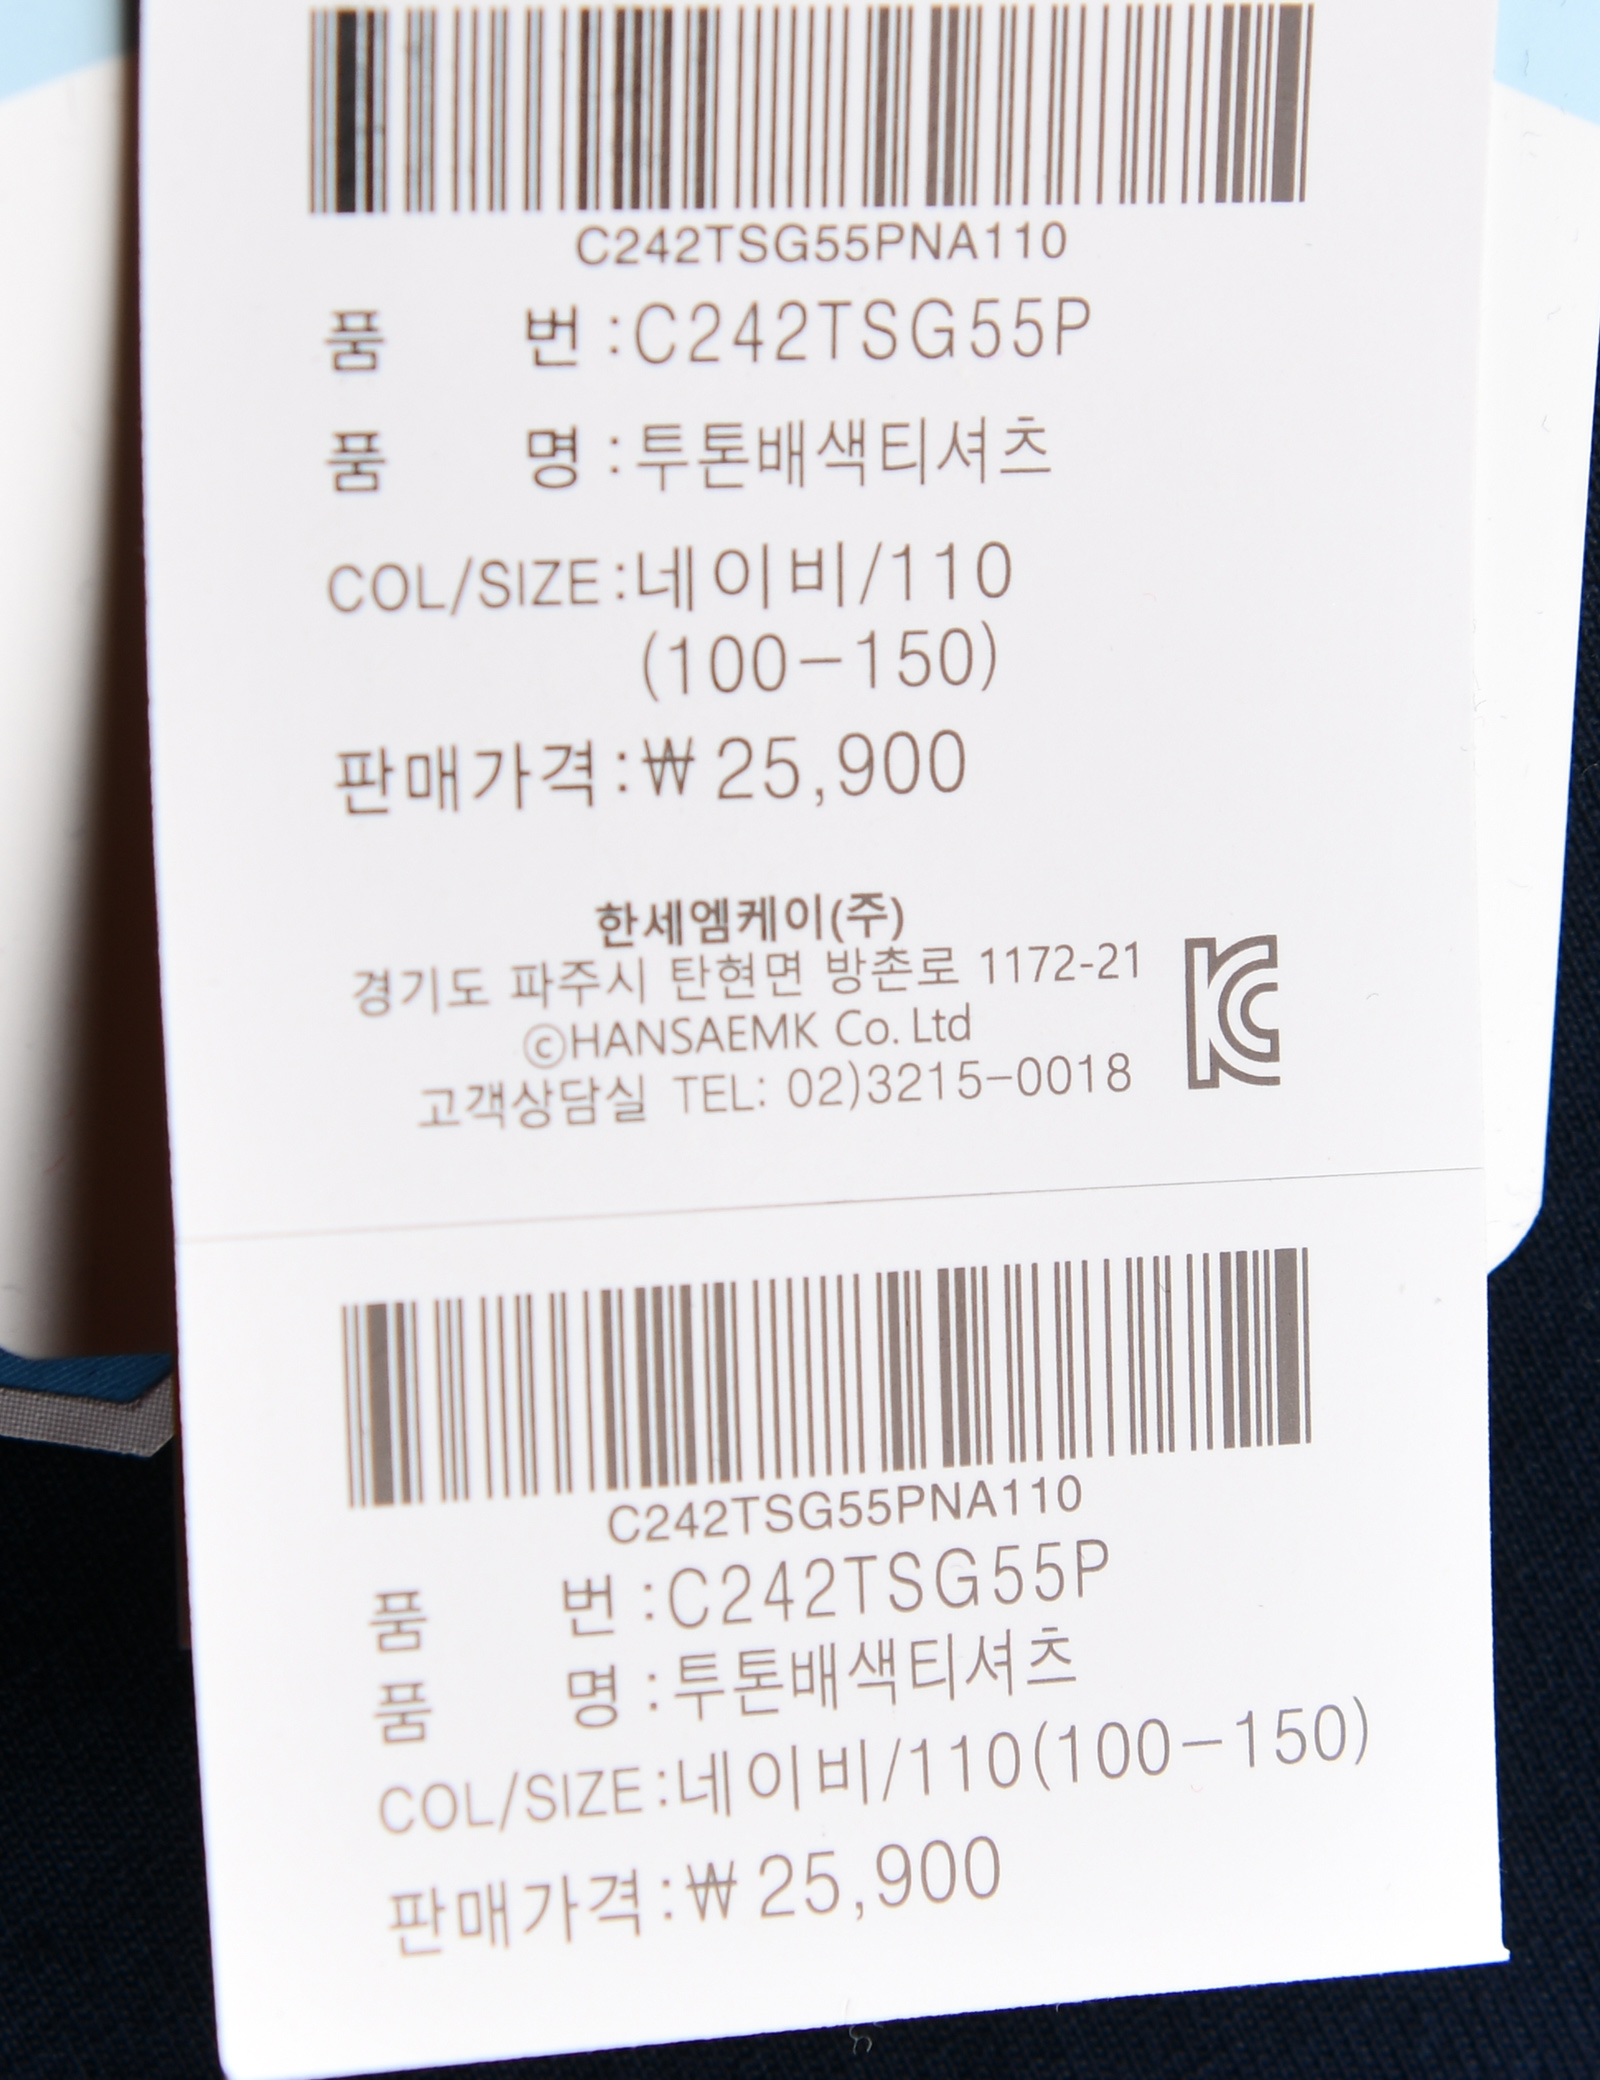 C242TSG55PNA110
품 번 :C242TSG55P
품 명 :투톤배색티셔츠
COL/SIZE:네이비/110
(100-150)
판매가격:₩25,900
한세엠케이(주)
경기도 파주시 탄현면 방촌로 1172-21
ⓒHANSAEMK Co. Ltd
고객상담실 TEL: 02)3215-0018
C242TSG55PNA110
품 번 :C242TSG55P
품 명 :투톤배색티셔츠
COL/SIZE:네이비/110(100-150)
판매가격:₩25,900